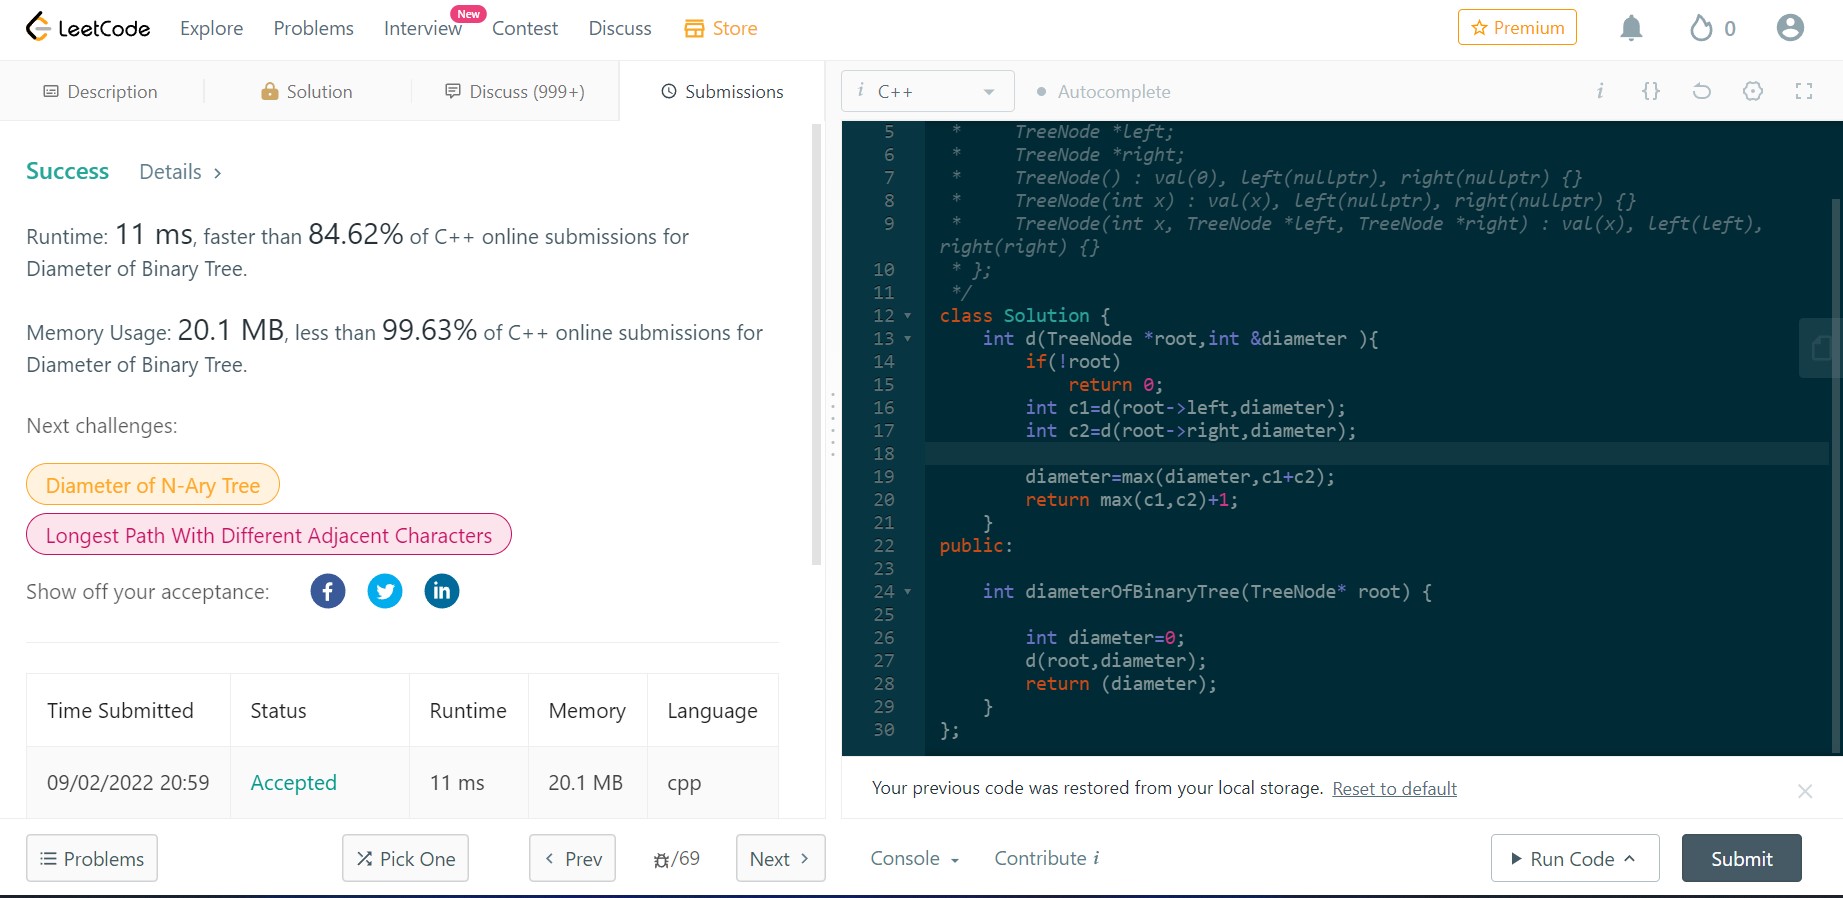 LeetCode Explore Problems Interview New Contest Discuss Store Premium 0
Description Solution Discuss (999+) Submissions
i C++ Autocomplete i {}
Success Details >
Runtime: 11 ms, faster than 84.62% of C++ online submissions for
Diameter of Binary Tree.
Memory Usage: 20.1 MB, less than 99.63% of C++ online submissions for
Diameter of Binary Tree.
Next challenges:
Diameter of N-Ary Tree
Longest Path With Different Adjacent Characters
Show off your acceptance: f in
Time Submitted Status Runtime Memory Language
09/02/2022 20:59 Accepted 11 ms 20.1 MB cpp
Problems Pick One < Prev /69 Next >
5 * TreeNode *left;
6 * TreeNode *right;
7 * TreeNode() : val(0), left(nullptr), right(nullptr) {}
8 * TreeNode(int x) : val(x), left(nullptr), right(nullptr) {}
9 * TreeNode(int x, TreeNode *left, TreeNode *right) : val(x), left(left),
right(right) {}
10 * };
11 */
12 class Solution {
13 int d(TreeNode *root,int &diameter ){
14 if(!root)
15 return 0;
16 int c1=d(root->left,diameter);
17 int c2=d(root->right,diameter);
18
19 diameter=max(diameter,c1+c2);
20 return max(c1,c2)+1;
21 }
22 public:
23
24 int diameterOfBinaryTree(TreeNode* root) {
25
26 int diameter=0;
27 d(root,diameter);
28 return (diameter);
29 }
30 };
Your previous code was restored from your local storage. Reset to default
Console Contribute i Run Code Submit